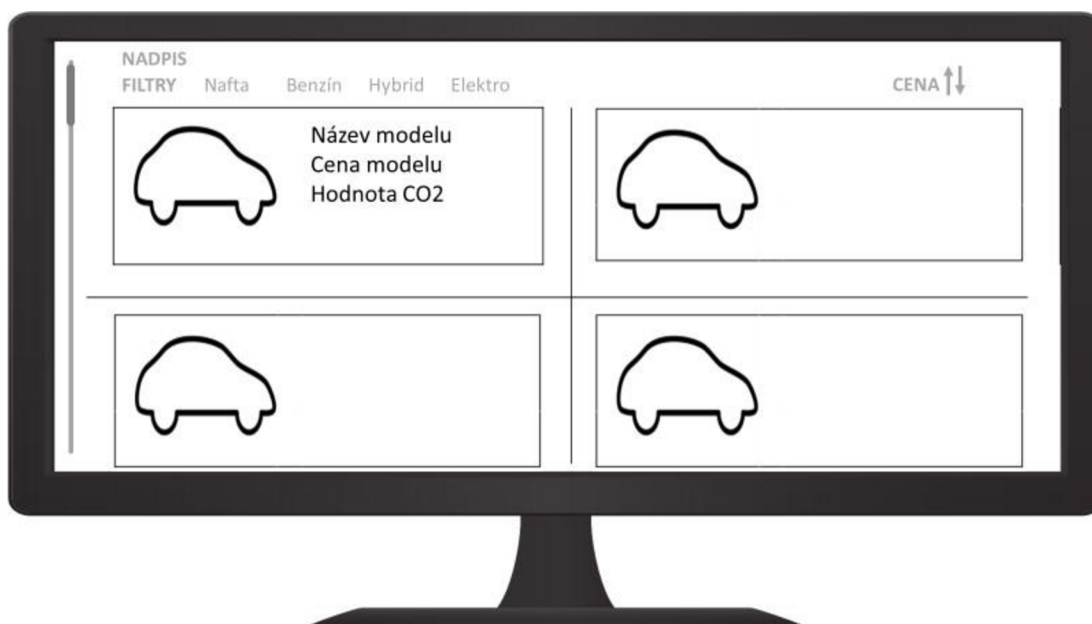 NADPIS
FILTRY Nafta Benzín Hybrid Elektro CENA
Název modelu
Cena modelu
Hodnota CO2